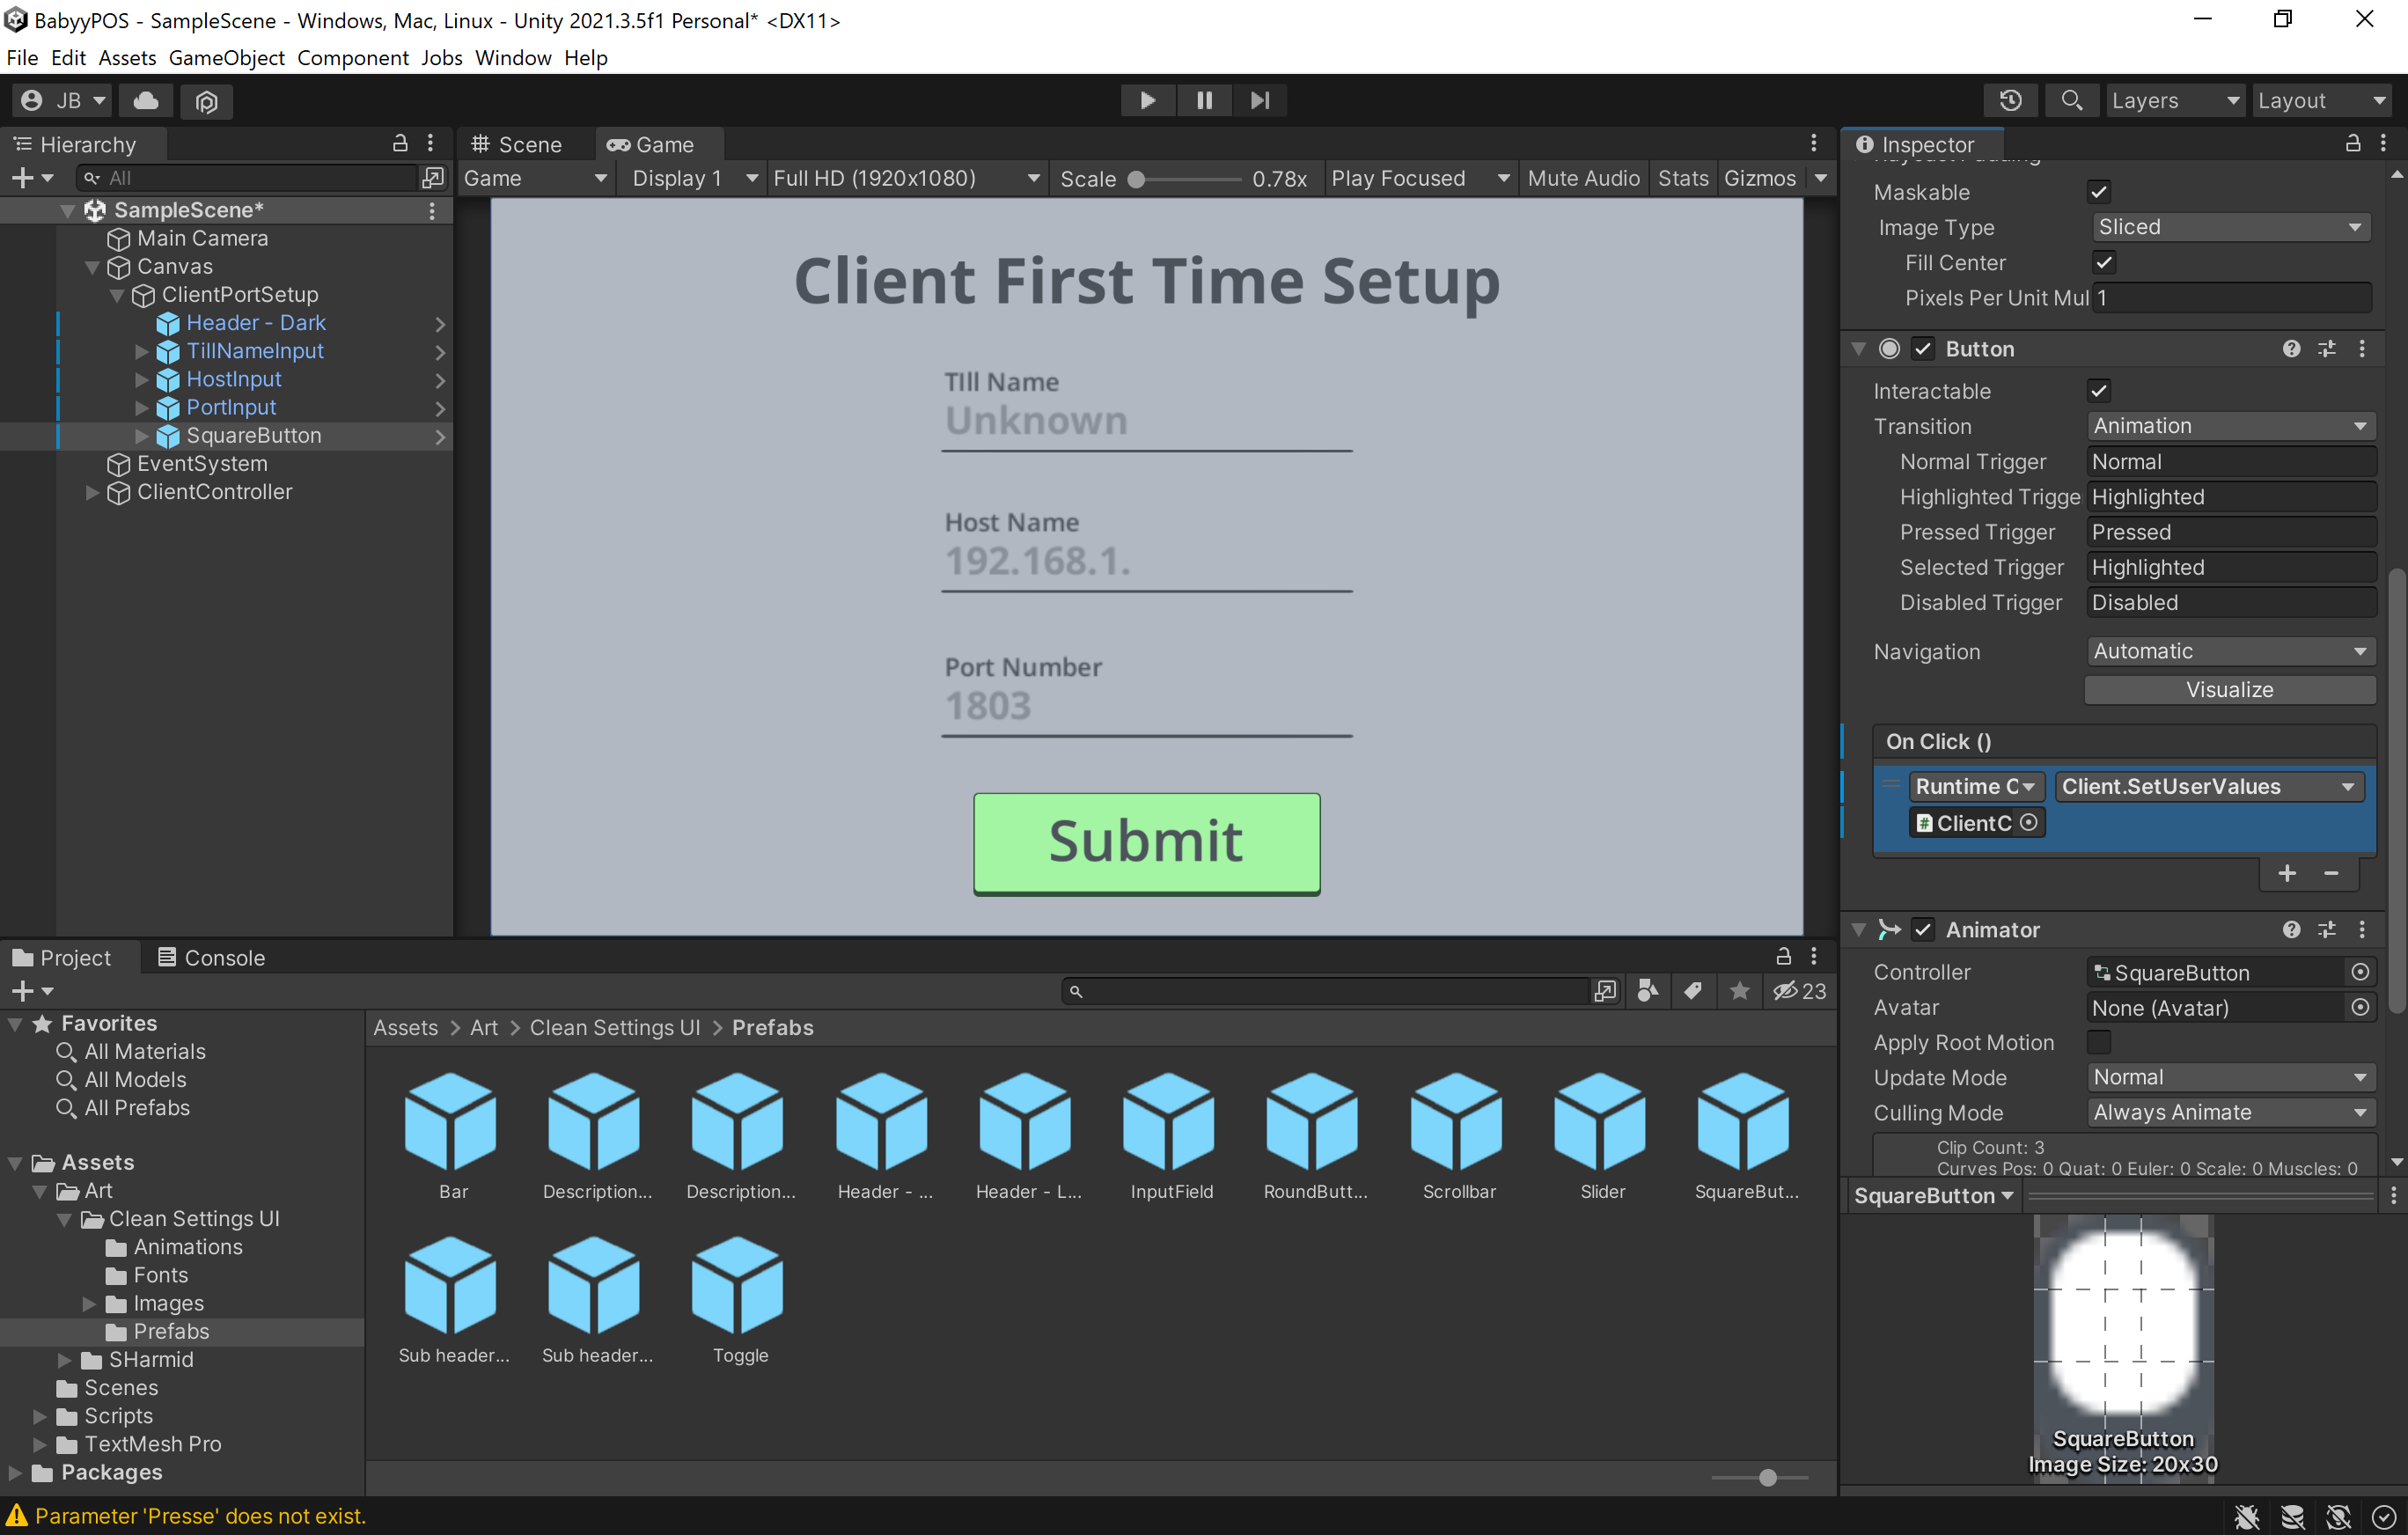 BabyyPOS - SampleScene - Windows, Mac, Linux - Unity 2021.3.5f1 Personal* <DX11>
File Edit Assets GameObject Component Jobs Window Help
JB
Layers
Layout
Hierarchy
All
SampleScene*
Main Camera
Canvas
ClientPortSetup
Header - Dark
TillNameInput
HostInput
PortInput
SquareButton
EventSystem
ClientController
Scene
Game
Game
Display 1
Full HD (1920x1080)
Scale
0.78x
Play Focused
Mute Audio
Stats
Gizmos
Client First Time Setup
TIll Name
Unknown
Host Name
192.168.1.
Port Number
1803
Submit
Inspector
Maskable
Image Type
Sliced
Fill Center
Pixels Per Unit Mul 1
Button
Interactable
Transition
Animation
Normal Trigger
Normal
Highlighted Trigge
Highlighted
Pressed Trigger
Pressed
Selected Trigger
Highlighted
Disabled Trigger
Disabled
Navigation
Automatic
Visualize
On Click ()
Runtime C
Client.SetUserValues
ClientC
Animator
Controller
SquareButton
Avatar
None (Avatar)
Apply Root Motion
Update Mode
Normal
Culling Mode
Always Animate
Clip Count: 3
Curves Pos: 0 Quat: 0 Euler: 0 Scale: 0 Muscles: 0
SquareButton
SquareButton
Image Size: 20x30
Project
Console
23
Favorites
All Materials
All Models
All Prefabs
Assets
Art
Clean Settings UI
Animations
Fonts
Images
Prefabs
SHarmid
Scenes
Scripts
TextMesh Pro
Packages
Assets > Art > Clean Settings UI > Prefabs
Bar
Description...
Description...
Header - ...
Header - L...
InputField
RoundButt...
Scrollbar
Slider
SquareBut...
Sub header...
Sub header...
Toggle
Parameter 'Presse' does not exist.